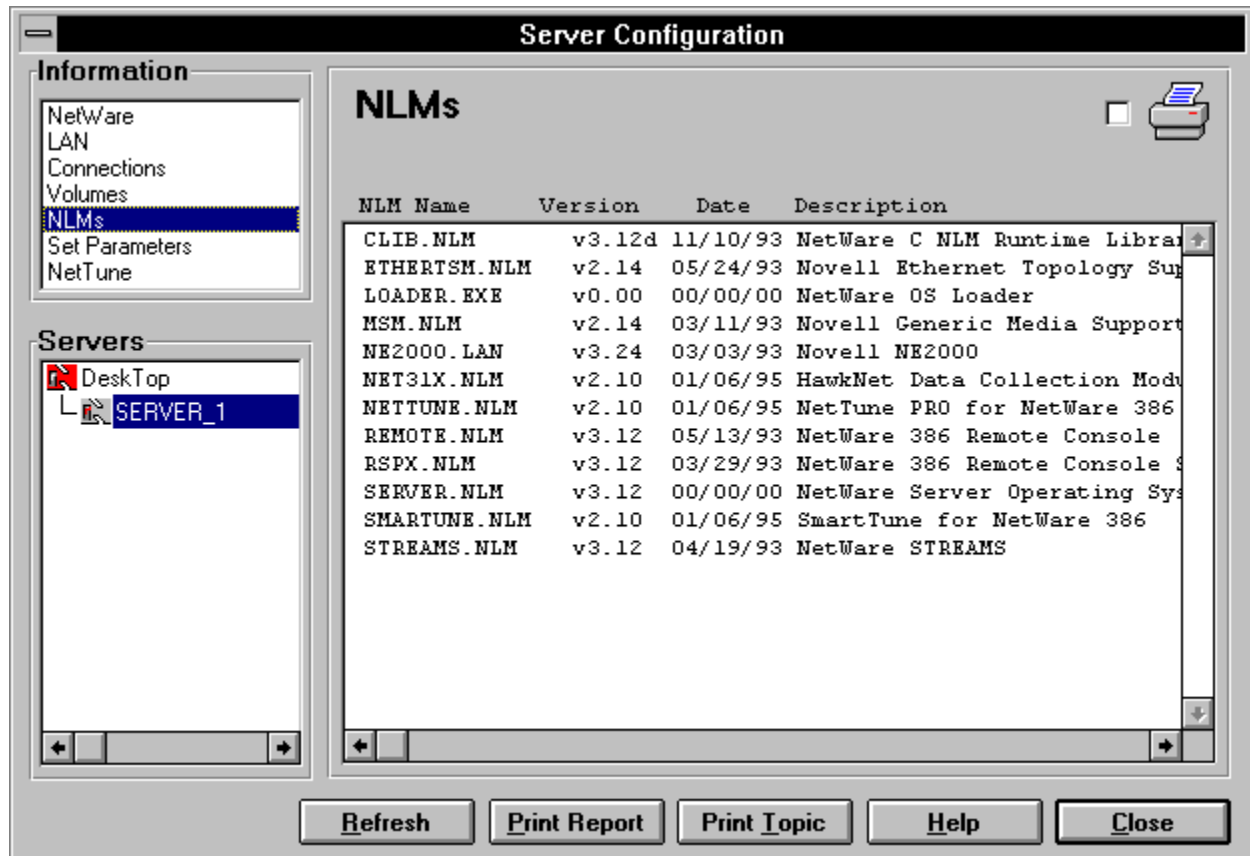 Server Configuration
Information
NetWare
LAN
Connections
Volumes
NLMs
Set Parameters
NetTune
Servers
DeskTop
SERVER_1
NLMs
NLM Name Version Date Description
CLIB.NLM v3.12d 11/10/93 NetWare C NLM Runtime
ETHERTSM.NLM v2.14 05/24/93 Novell Ethernet Topology
LOADER.EXE v0.00 00/00/00 NetWare OS Loader
MSM.NLM v2.14 03/11/93 Novell Generic Media Support
NE2000.LAN v3.24 03/03/93 Novell NE2000
NET31X.NLM v2.10 01/06/95 HawkNet Data Collection
NETTUNE.NLM v2.10 01/06/95 NetTune PRO for NetWare 386
REMOTE.NLM v3.12 05/13/93 NetWare 386 Remote Console
RSPX.NLM v3.12 03/29/93 NetWare 386 Remote Console
SERVER.NLM v3.12 00/00/00 NetWare Server Operating
SMARTUNE.NLM v2.10 01/06/95 SmartTune for NetWare 386
STREAMS.NLM v3.12 04/19/93 NetWare STREAMS
Refresh Print Report Print Topic Help Close